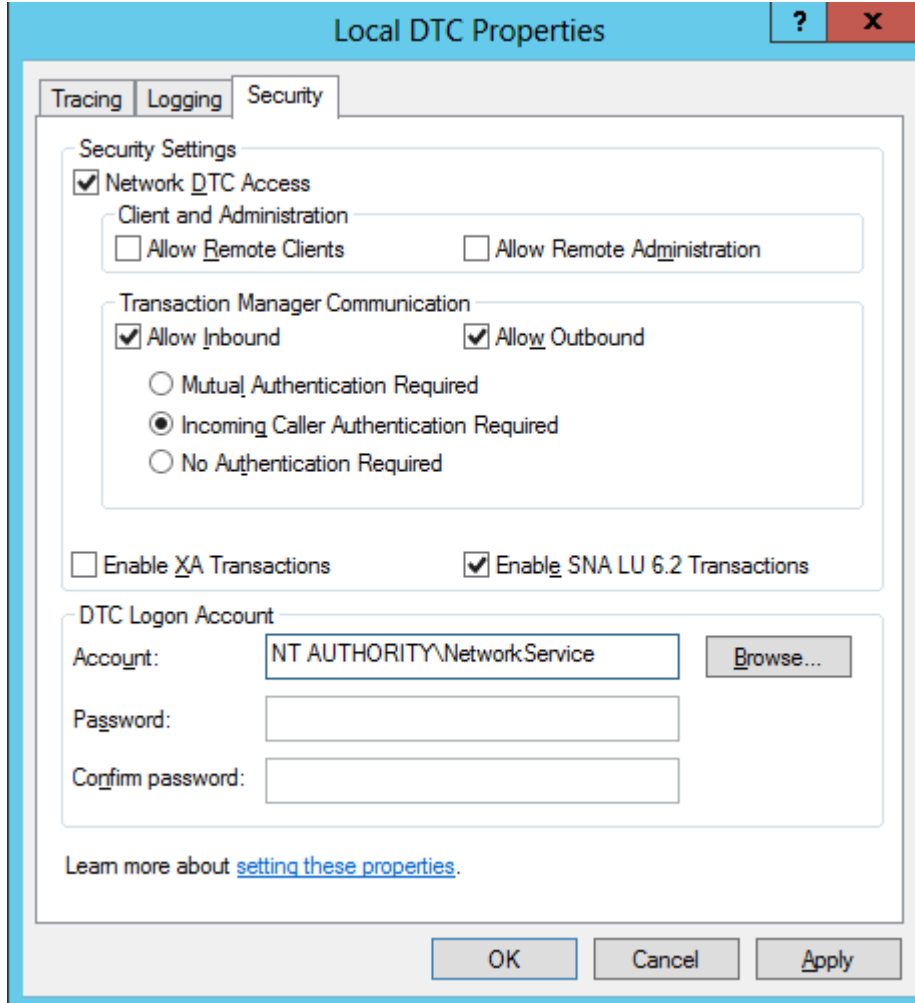 Local DTC Properties
?
x
Tracing
Logging
Security
Security Settings
Network DTC Access
Client and Administration
Allow Remote Clients
Allow Remote Administration
Transaction Manager Communication
Allow Inbound
Allow Outbound
Mutual Authentication Required
Incoming Caller Authentication Required
No Authentication Required
Enable XA Transactions
Enable SNA LU 6.2 Transactions
DTC Logon Account
Account:
NT AUTHORITY\NetworkService
Browse...
Password:
Confirm password:
Learn more about setting these properties.
OK
Cancel
Apply